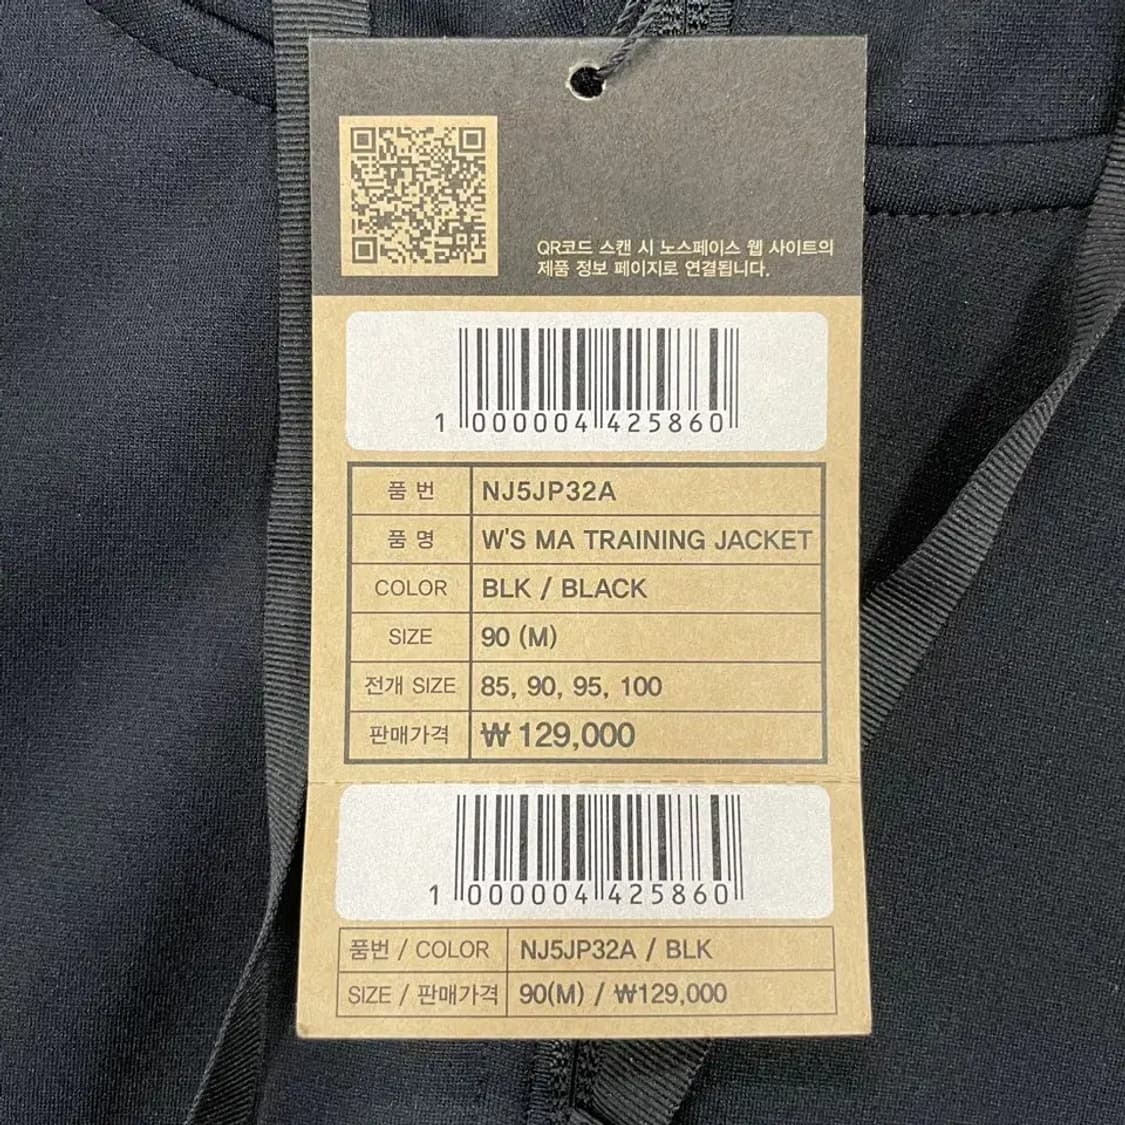 QR코드 스캔 시 노스페이스 웹 사이트의
제품 정보 페이지로 연결됩니다.
1 000004 425860
품 번 NJ5JP32A
품 명 W'S MA TRAINING JACKET
COLOR BLK / BLACK
SIZE 90 (M)
전개 SIZE 85, 90, 95, 100
판매가격 ₩ 129,000
1 000004 425860
품번 / COLOR NJ5JP32A / BLK
SIZE / 판매가격 90(M) / ₩129,000